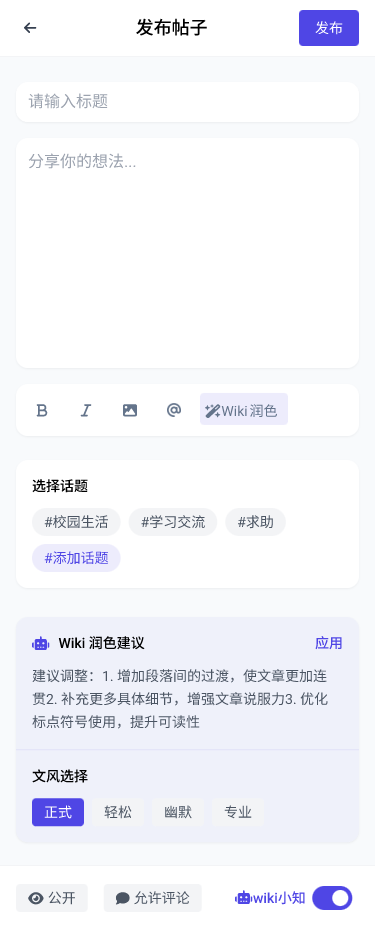 发布帖子
发布
请输入标题
分享你的想法...
B I @ Wiki 润色
选择话题
#校园生活 #学习交流 #求助
#添加话题
Wiki 润色建议 应用
建议调整：1. 增加段落间的过渡，使文章更加连
贯2. 补充更多具体细节，增强文章说服力3. 优化
标点符号使用，提升可读性
文风选择
正式 轻松 幽默 专业
公开 允许评论 wiki小知